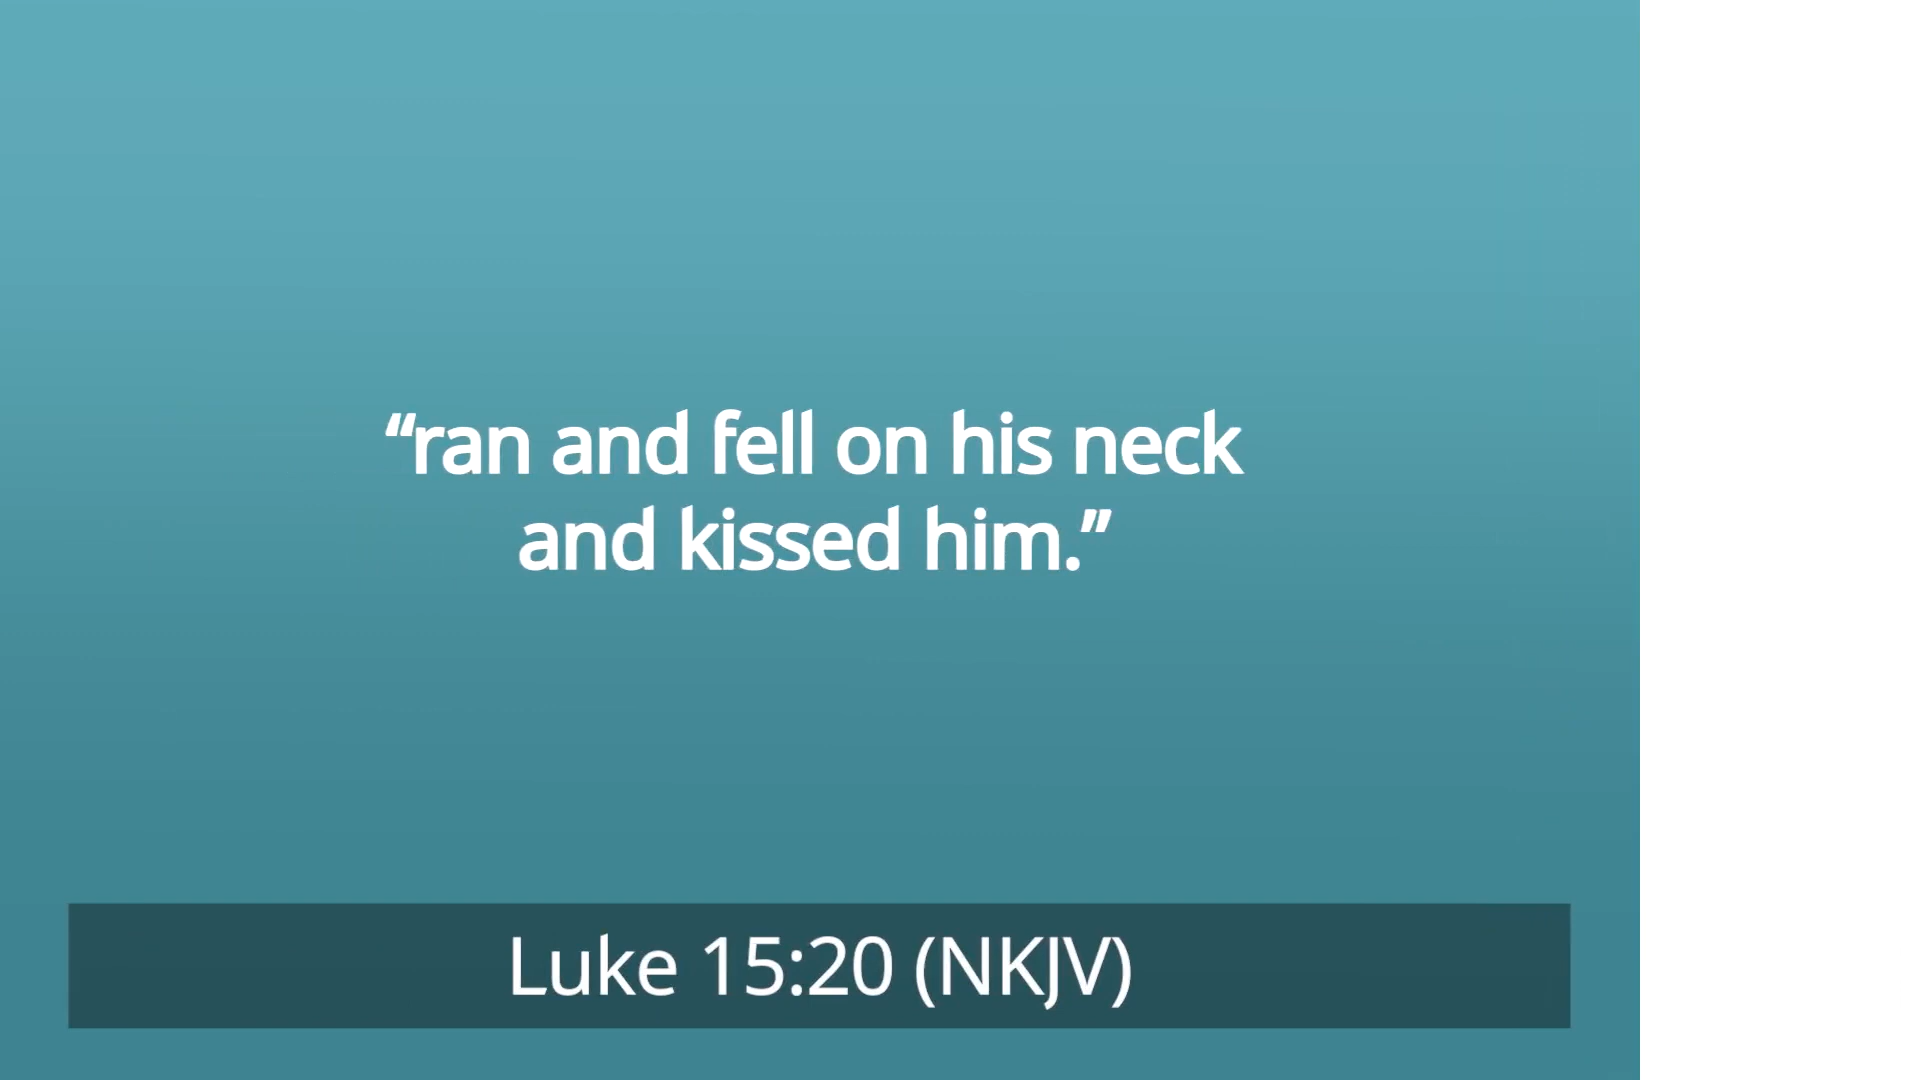 “ran and fell on his neck
and kissed him.”
Luke 15:20 (NKJV)